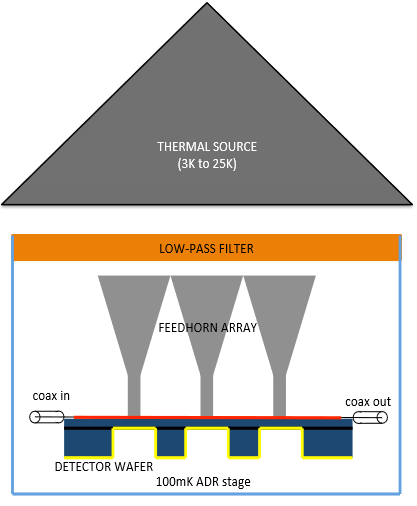 THERMAL SOURCE
(3K to 25K)
LOW-PASS FILTER
FEEDHORN ARRAY
coax in
coax out
DETECTOR WAFER
100mK ADR stage